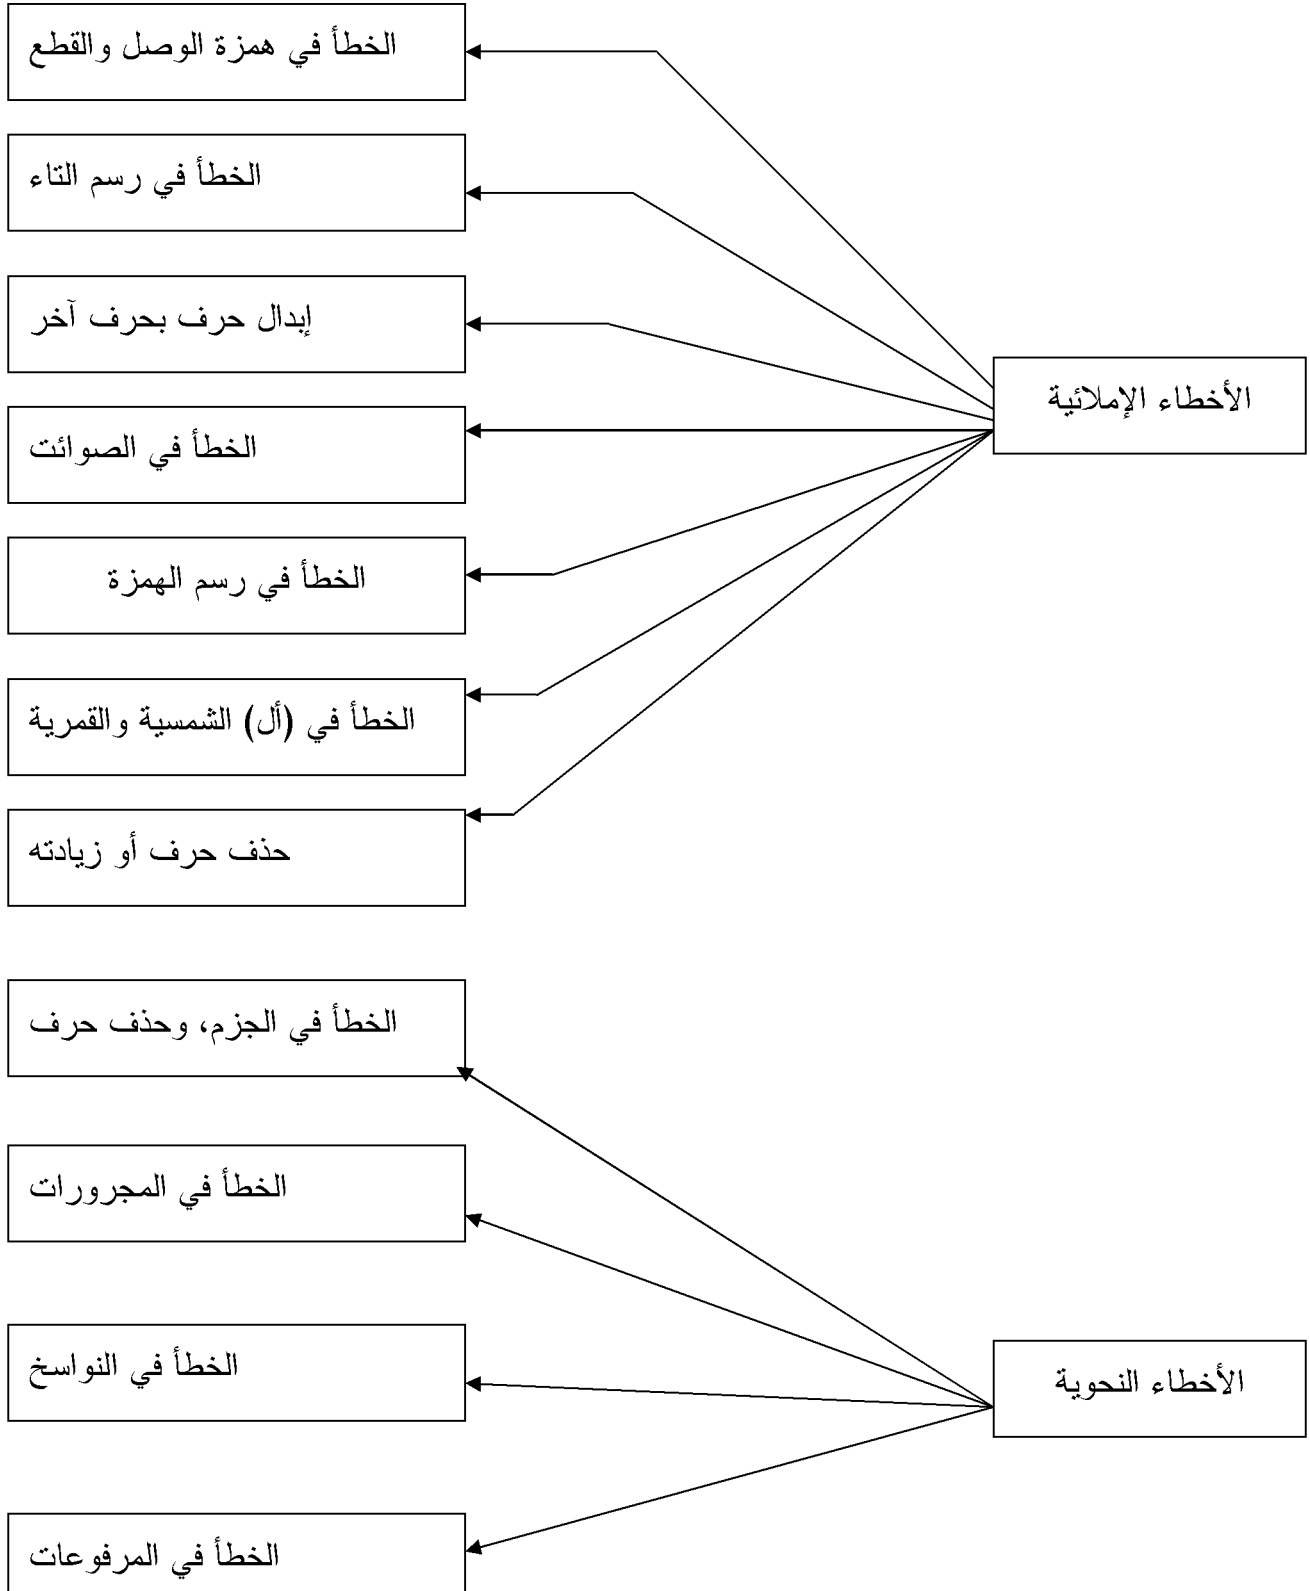 الخطأ في همزة الوصل والقطع
الخطأ في رسم التاء
إبدال حرف بحرف آخر
الأخطاء الإملائية
الخطأ في الصوائت
الخطأ في رسم الهمزة
الخطأ في (أل) الشمسية والقمرية
حذف حرف أو زيادته
الخطأ في الجزم، وحذف حرف
الخطأ في المجرورات
الخطأ في النواسخ
الأخطاء النحوية
الخطأ في المرفوعات